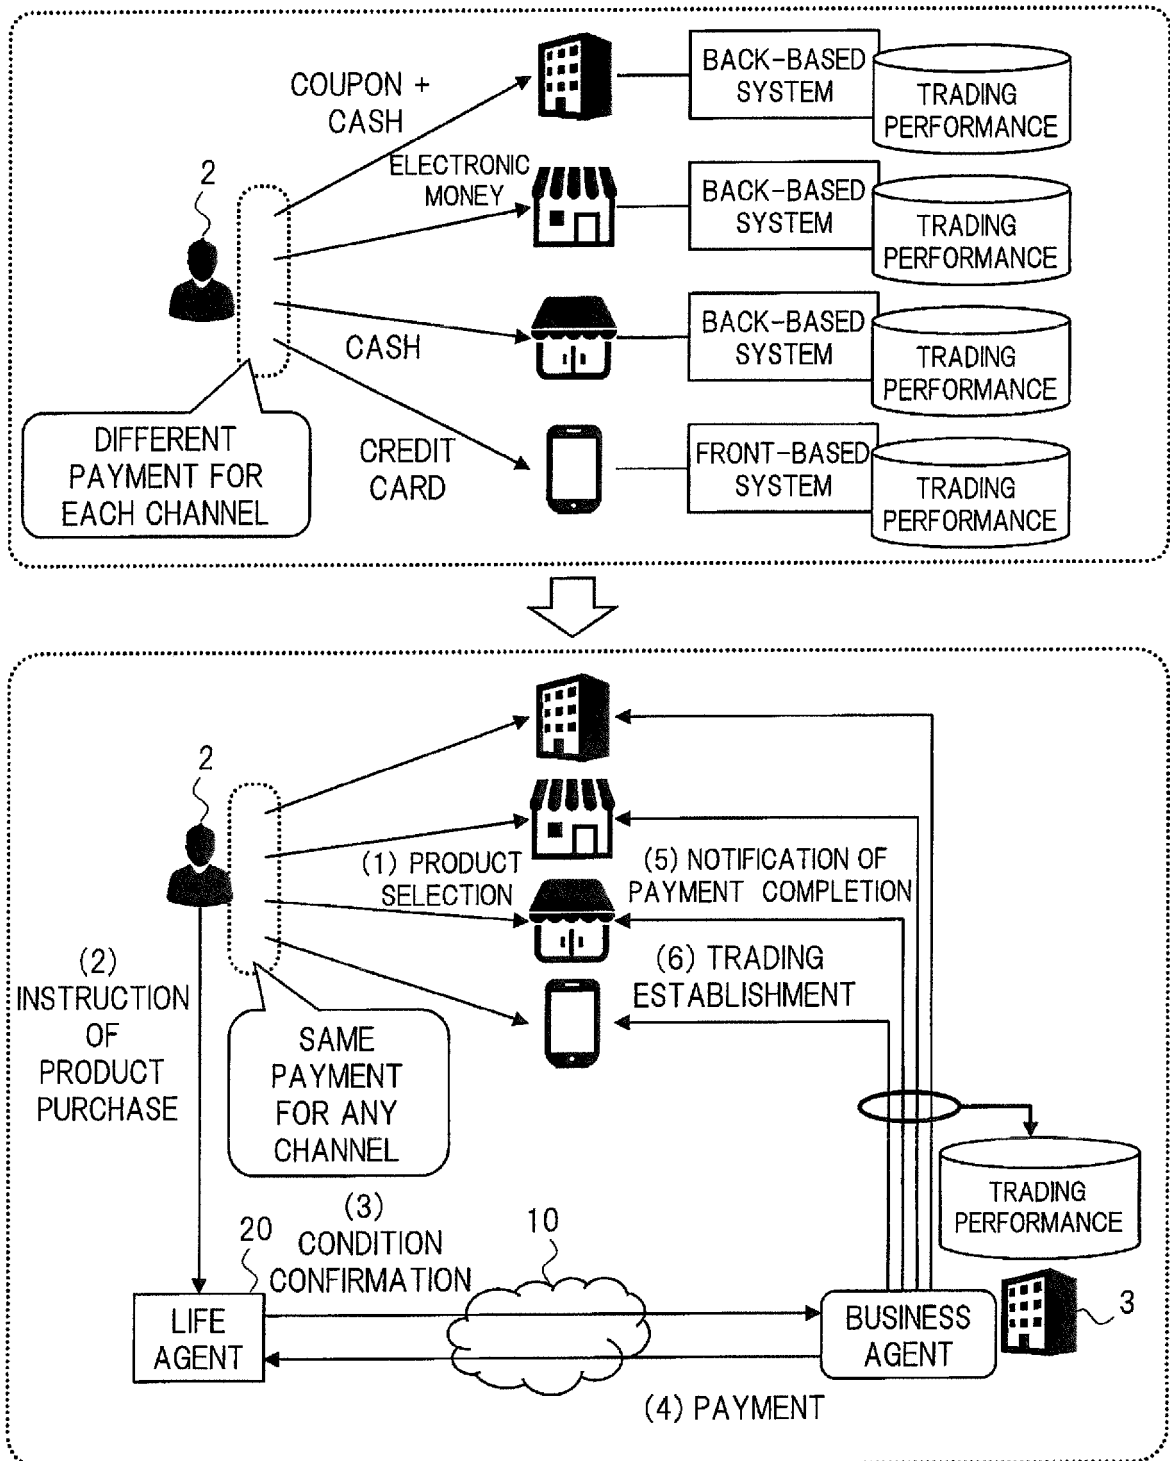 COUPON +
CASH
BACK-BASED
SYSTEM
TRADING
PERFORMANCE
2
ELECTRONIC
MONEY
BACK-BASED
SYSTEM
TRADING
PERFORMANCE
CASH
BACK-BASED
SYSTEM
TRADING
PERFORMANCE
DIFFERENT
PAYMENT FOR
EACH CHANNEL
CREDIT
CARD
FRONT-BASED
SYSTEM
TRADING
PERFORMANCE
2
(1) PRODUCT
SELECTION
(5) NOTIFICATION OF
PAYMENT COMPLETION
(2)
INSTRUCTION
OF
PRODUCT
PURCHASE
(6) TRADING
ESTABLISHMENT
SAME
PAYMENT
FOR ANY
CHANNEL
TRADING
PERFORMANCE
20
(3)
CONDITION
CONFIRMATION
10
LIFE
AGENT
BUSINESS
AGENT
3
(4) PAYMENT